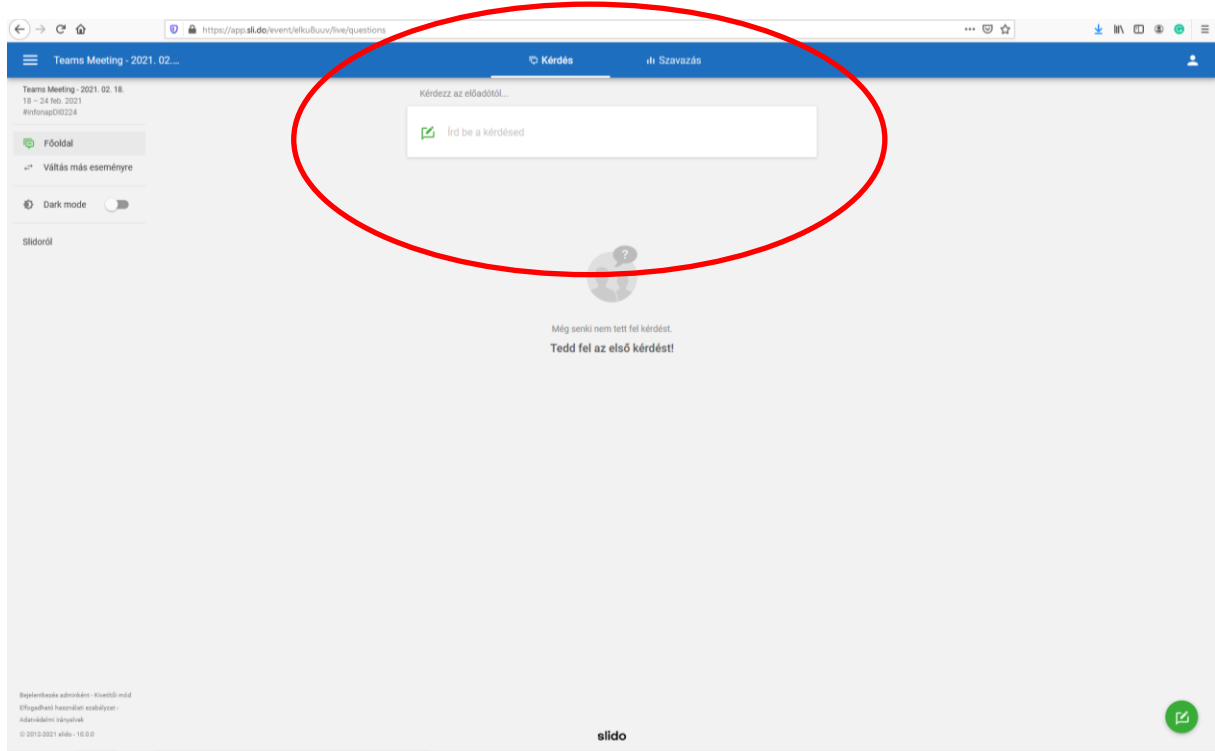 https://app.sli.do/event/elku8uuv/live/questions
Teams Meeting - 2021. 02....
Kérdés
Szavazás
Teams Meeting - 2021. 02. 18.
18 – 24 feb. 2021
#infonapDI0224
Főoldal
Váltás más eseményre
Dark mode
Slidoról
Kérdezz az előadótól...
Írd be a kérdésed
?
Még senki nem tett fel kérdést.
Tedd fel az első kérdést!
Bejelentkezés adminként - Kivetítői mód
Elfogadható használati szabályzat -
Adatvédelmi irányelvek
© 2012-2021 slido - 10.0.0
slido